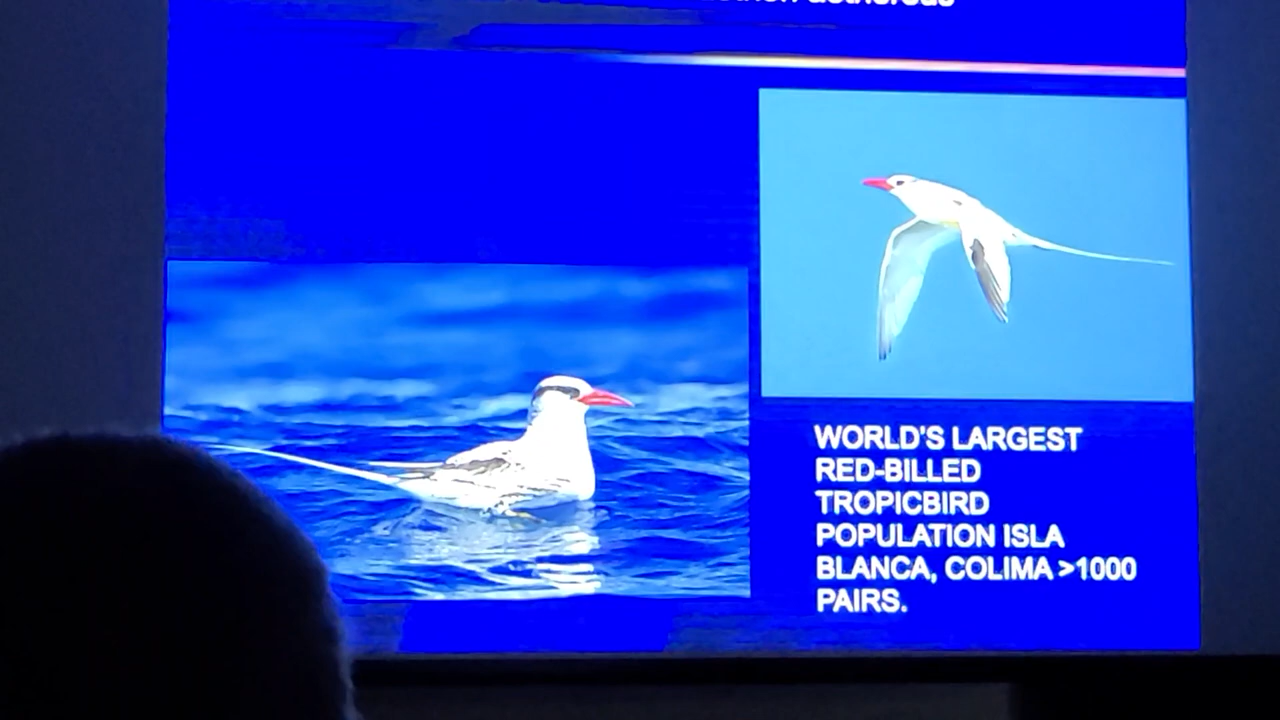 WORLD'S LARGEST
RED-BILLED
TROPICBIRD
POPULATION ISLA
BLANCA, COLIMA >1000
PAIRS.